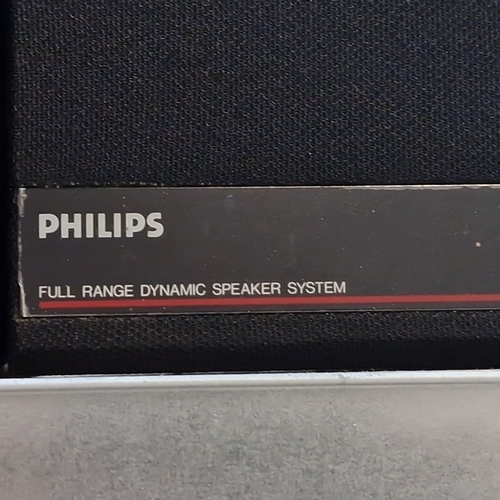 PHILIPS
FULL RANGE DYNAMIC SPEAKER SYSTEM